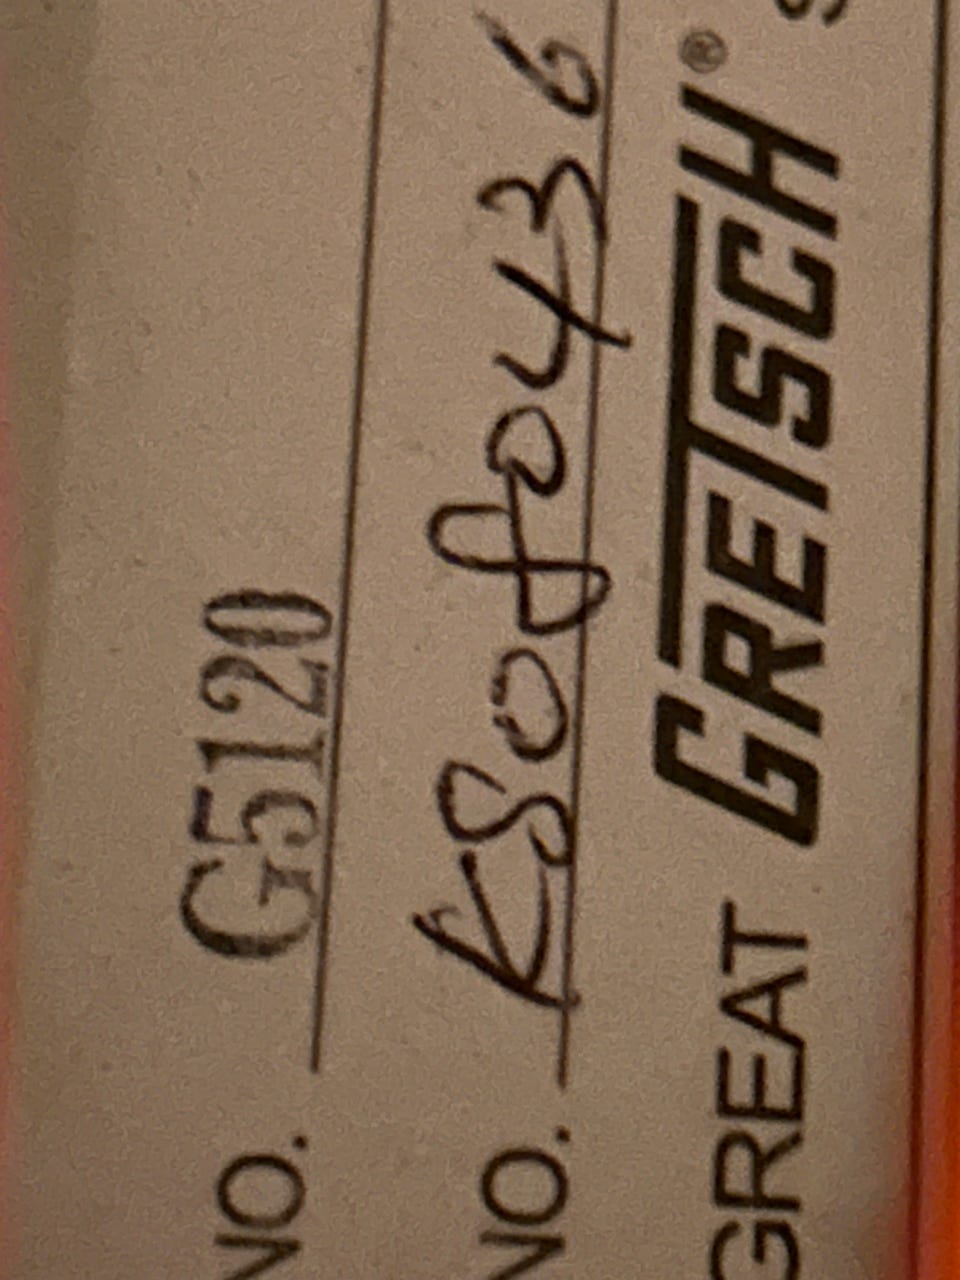 NO. G5120
NO. KS080436
GREAT GRETSCH®